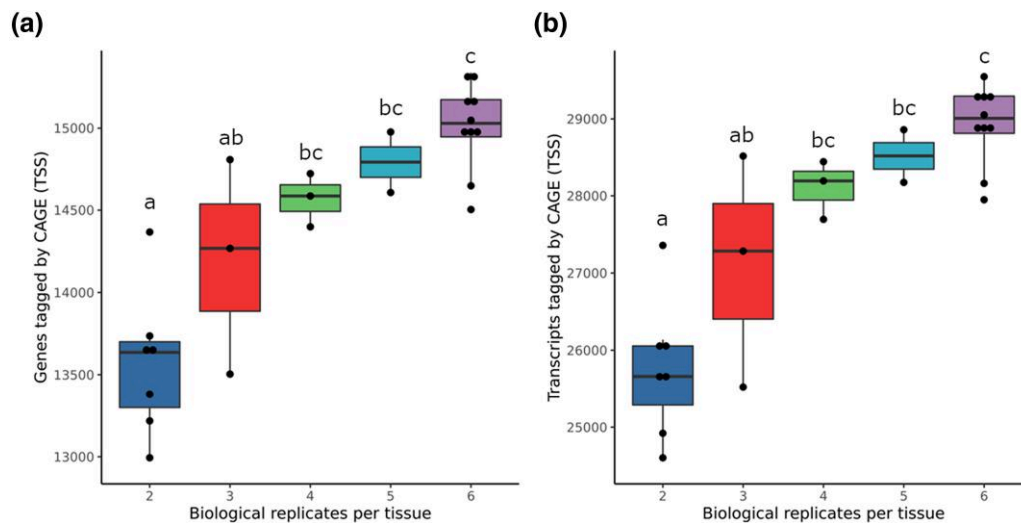 (a)
Genes tagged by CAGE (TSS)
15000
14500
14000
13500
13000
a
ab
bc
bc
c
2 3 4 5 6
Biological replicates per tissue
(b)
Transcripts tagged by CAGE (TSS)
29000
28000
27000
26000
25000
a
ab
bc
bc
c
2 3 4 5 6
Biological replicates per tissue